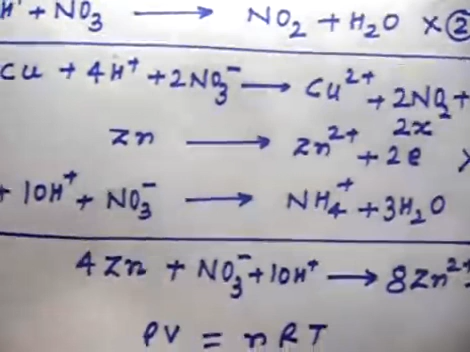 H⁺ + NO₃ ⟶ NO₂ + H₂O × ②
Cu + 4H⁺ + 2NO₃⁻ ⟶ Cu²⁺ + 2NO₂ +
2x
Zn ⟶ Zn²⁺ + 2e
+ 10H⁺ + NO₃⁻ ⟶ NH₄⁺ + 3H₂O
4Zn + NO₃⁻ + 10H⁺ ⟶ 8Zn²⁺
PV = nRT